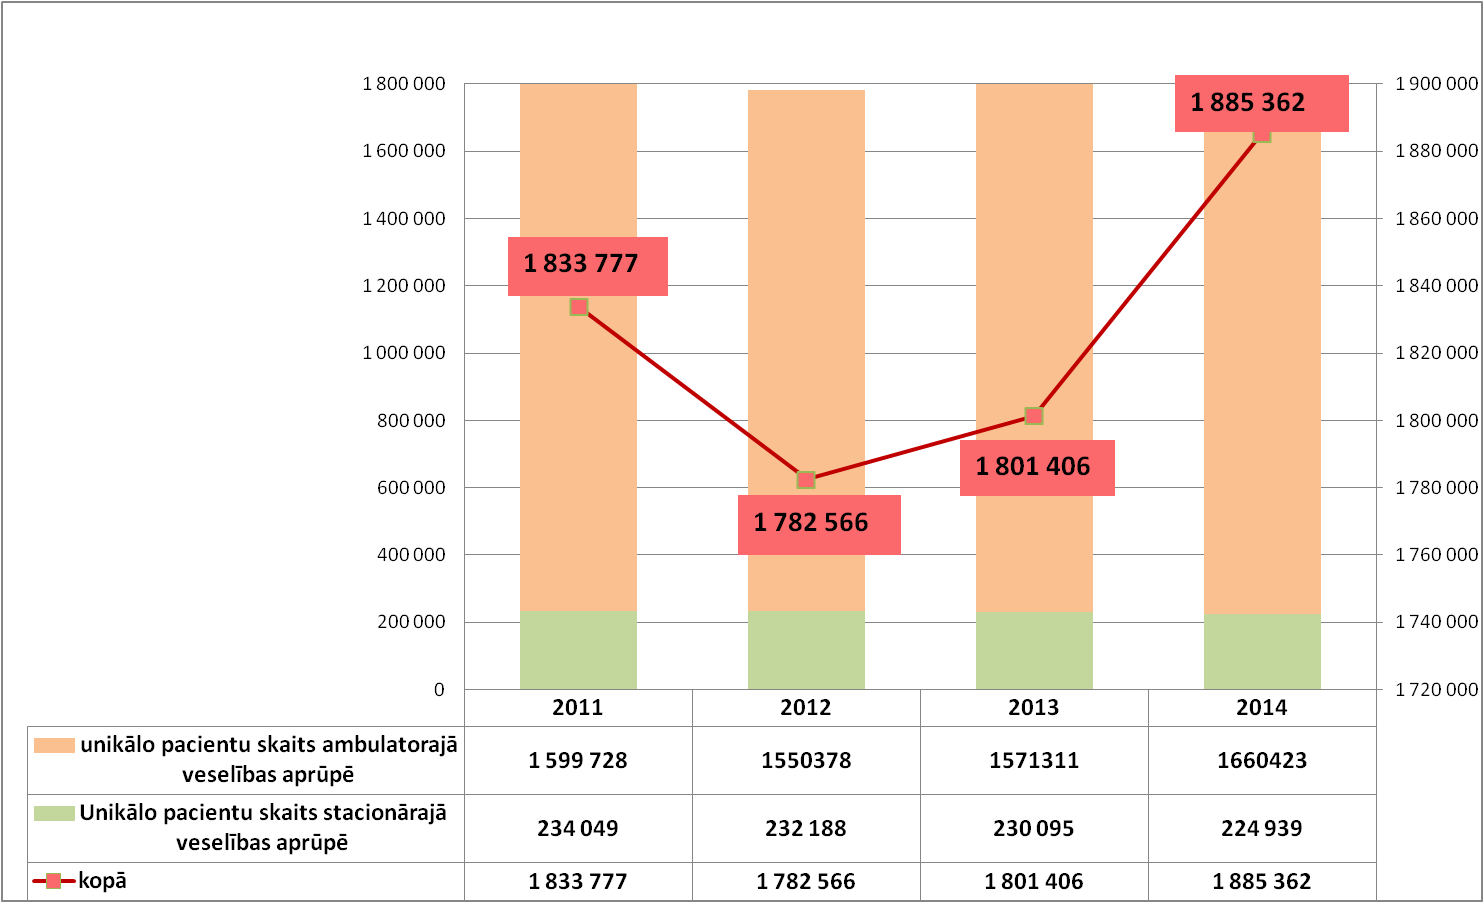 1 800 000
1 600 000
1 400 000
1 200 000
1 000 000
800 000
600 000
400 000
200 000
0
1 900 000
1 880 000
1 860 000
1 840 000
1 820 000
1 800 000
1 780 000
1 760 000
1 740 000
1 720 000
1 833 777
1 782 566
1 801 406
1 885 362
2011 2012 2013 2014
unikālo pacientu skaits ambulatorajā
veselības aprūpē
1 599 728 1550378 1571311 1660423
Unikālo pacientu skaits stacionārajā
veselības aprūpē
234 049 232 188 230 095 224 939
kopā 1 833 777 1 782 566 1 801 406 1 885 362